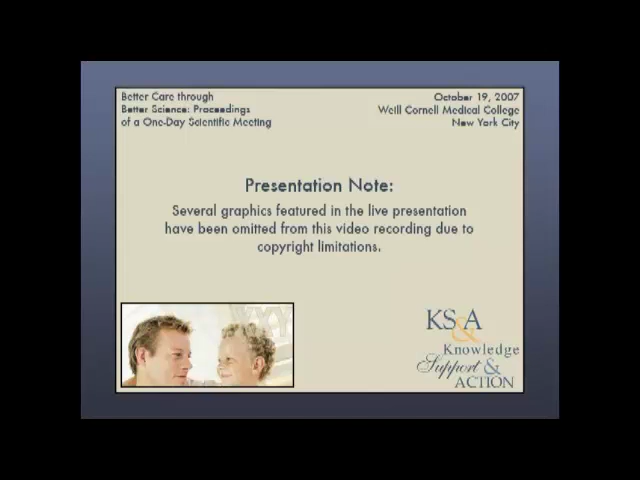 Better Care through
Better Science: Proceedings
of a One-Day Scientific Meeting
October 19, 2007
Weill Cornell Medical College
New York City
Presentation Note:
Several graphics featured in the live presentation
have been omitted from this video recording due to
copyright limitations.
XXY
KS&A
Knowledge
Support &
ACTION